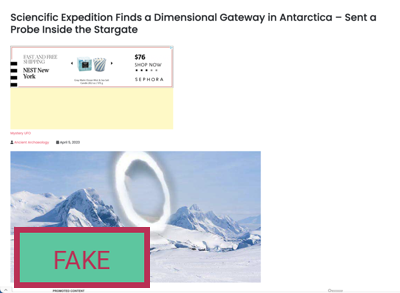 Sciencific Expedition Finds a Dimensional Gateway in Antarctica – Sent a
Probe Inside the Stargate
FAST AND FREE
SHIPPING
NEST New
York
$76
SHOP NOW
SEPHORA
Mystery UFO
Ancient Archaeology
April 5, 2023
FAKE
PROMOTED CONTENT